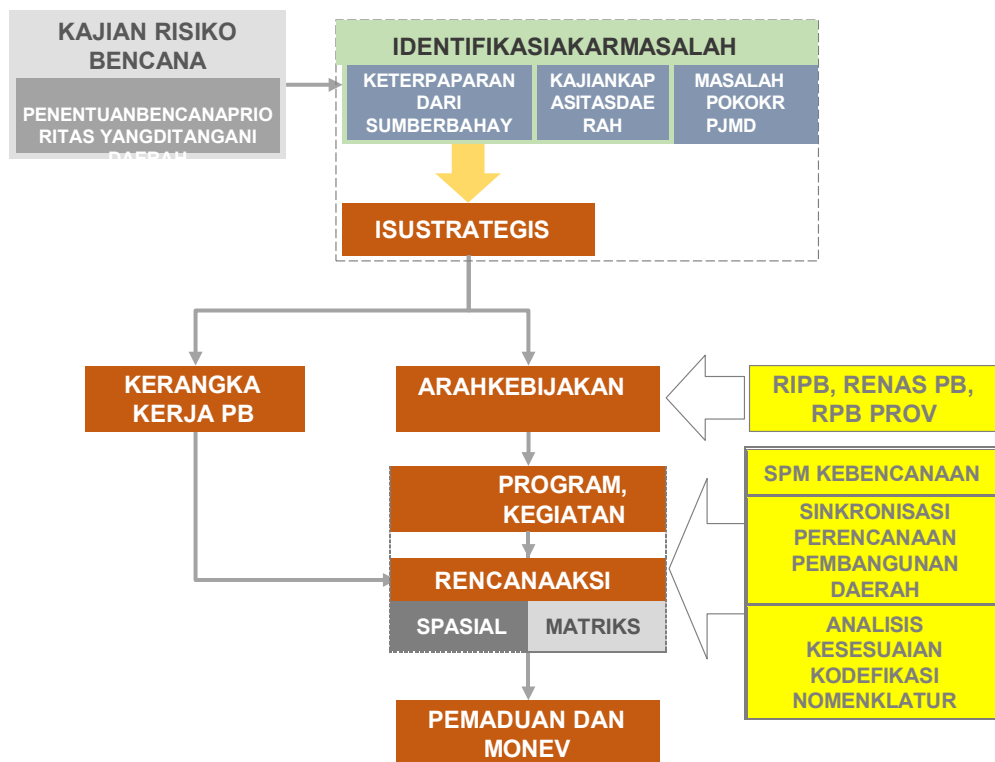 KAJIAN RISIKO
BENCANA
PENENTUANBENCANAPRIO
RITAS YANGDITANGANI
DAERAH
IDENTIFIKASIAKARMASALAH
KETERPAPARAN
DARI
SUMBERBAHAY
KAJIANKAP
ASITASDAE
RAH
MASALAH
POKOKR
PJMD
ISUSTRATEGIS
KERANGKA
KERJA PB
ARAHKEBIJAKAN
RIPB, RENAS PB,
RPB PROV
PROGRAM,
KEGIATAN
RENCANAAKSI
SPASIAL
MATRIKS
SPM KEBENCANAAN
SINKRONISASI
PERENCANAAN
PEMBANGUNAN
DAERAH
ANALISIS
KESESUAIAN
KODEFIKASI
NOMENKLATUR
PEMADUAN DAN
MONEV